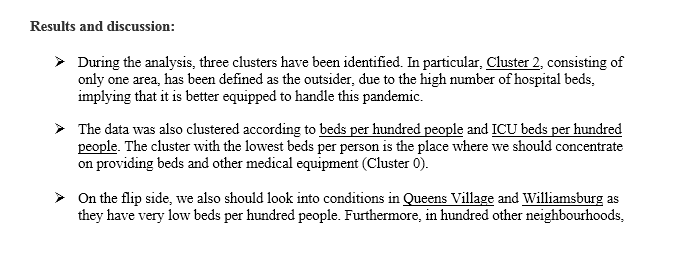 Results and discussion:
➤ During the analysis, three clusters have been identified. In particular, Cluster 2, consisting of
only one area, has been defined as the outsider, due to the high number of hospital beds,
implying that it is better equipped to handle this pandemic.
➤ The data was also clustered according to beds per hundred people and ICU beds per hundred
people. The cluster with the lowest beds per person is the place where we should concentrate
on providing beds and other medical equipment (Cluster 0).
➤ On the flip side, we also should look into conditions in Queens Village and Williamsburg as
they have very low beds per hundred people. Furthermore, in hundred other neighbourhoods,